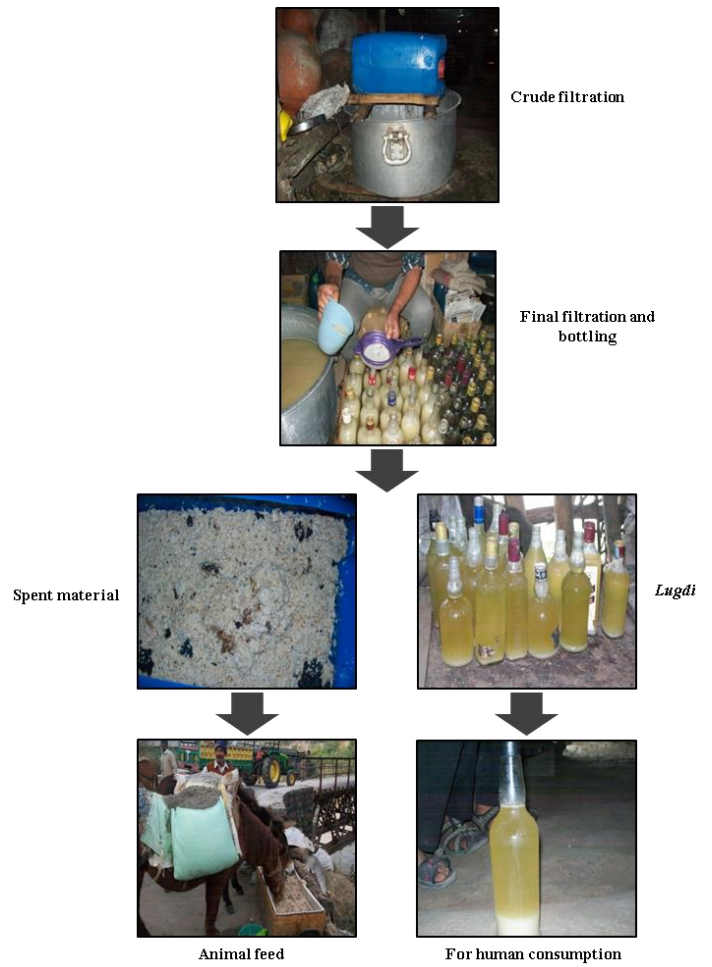 Crude filtration
Final filtration and
bottling
Spent material
Lugdi
Animal feed
For human consumption